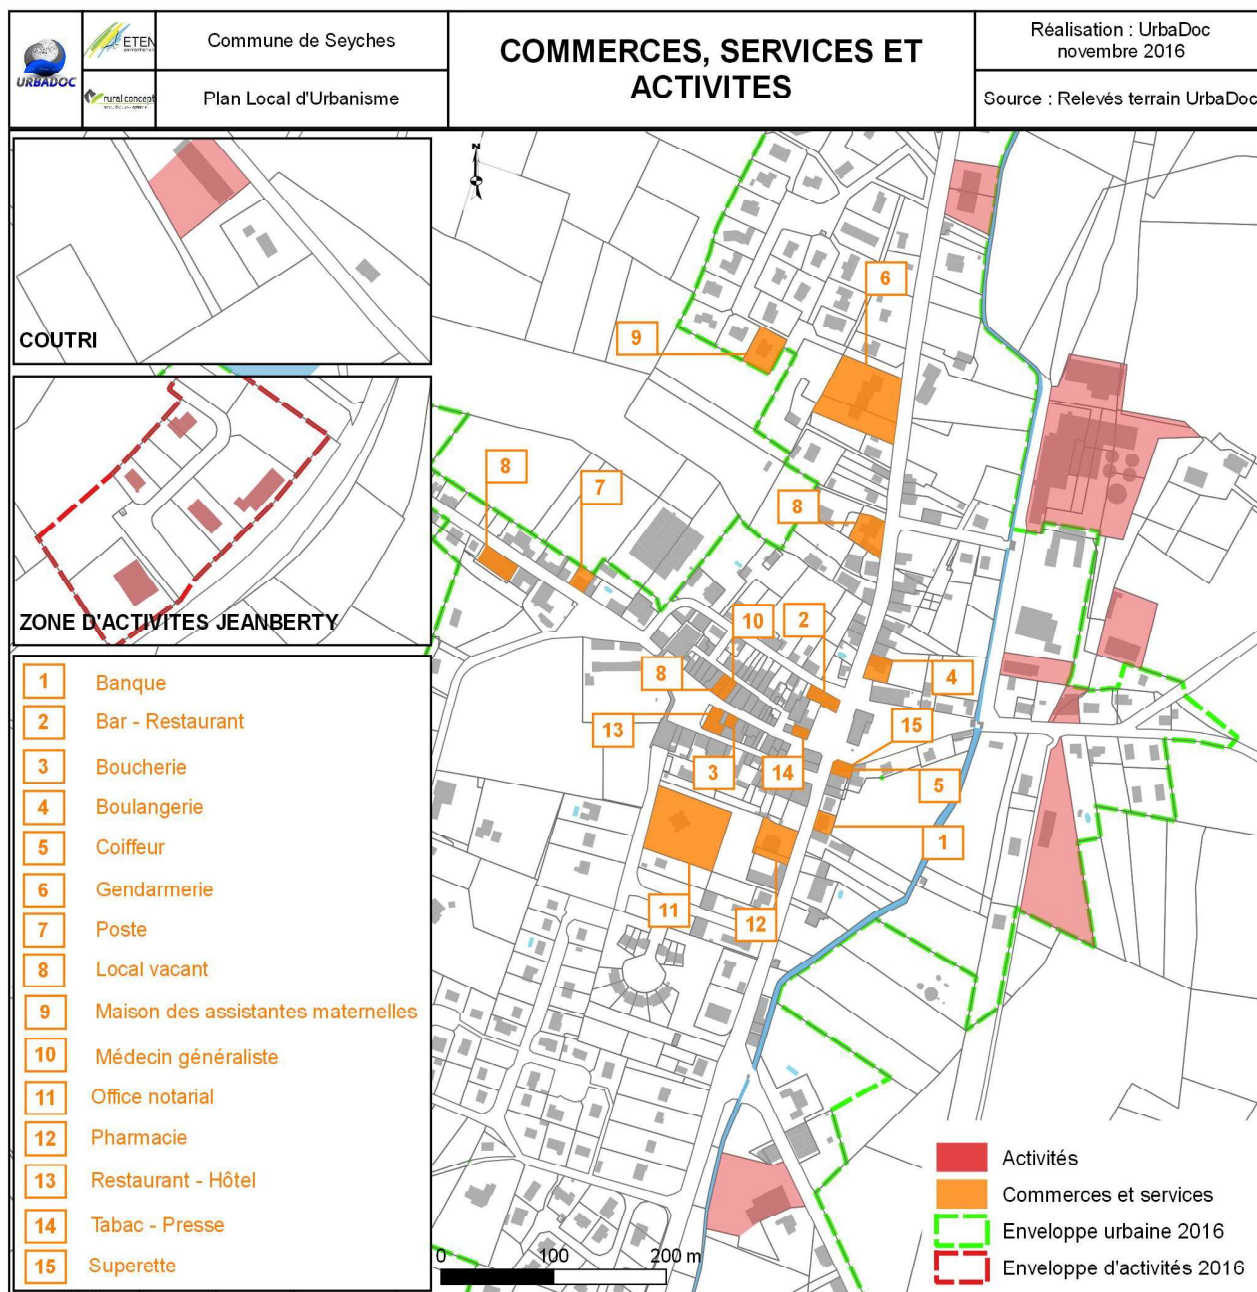 URBADOC
ETEN
environnement
rural concept
Commune de Seyches
Plan Local d'Urbanisme
COMMERCES, SERVICES ET
ACTIVITES
Réalisation : UrbaDoc
novembre 2016
Source : Relevés terrain UrbaDoc
N
COUTRI
ZONE D'ACTIVITES JEANBERTY
1 Banque
2 Bar - Restaurant
3 Boucherie
4 Boulangerie
5 Coiffeur
6 Gendarmerie
7 Poste
8 Local vacant
9 Maison des assistantes maternelles
10 Médecin généraliste
11 Office notarial
12 Pharmacie
13 Restaurant - Hôtel
14 Tabac - Presse
15 Superette
6
9
8
7
8
10
2
8
4
13
15
3
14
5
1
11
12
0 100 200 m
Activités
Commerces et services
Enveloppe urbaine 2016
Enveloppe d'activités 2016